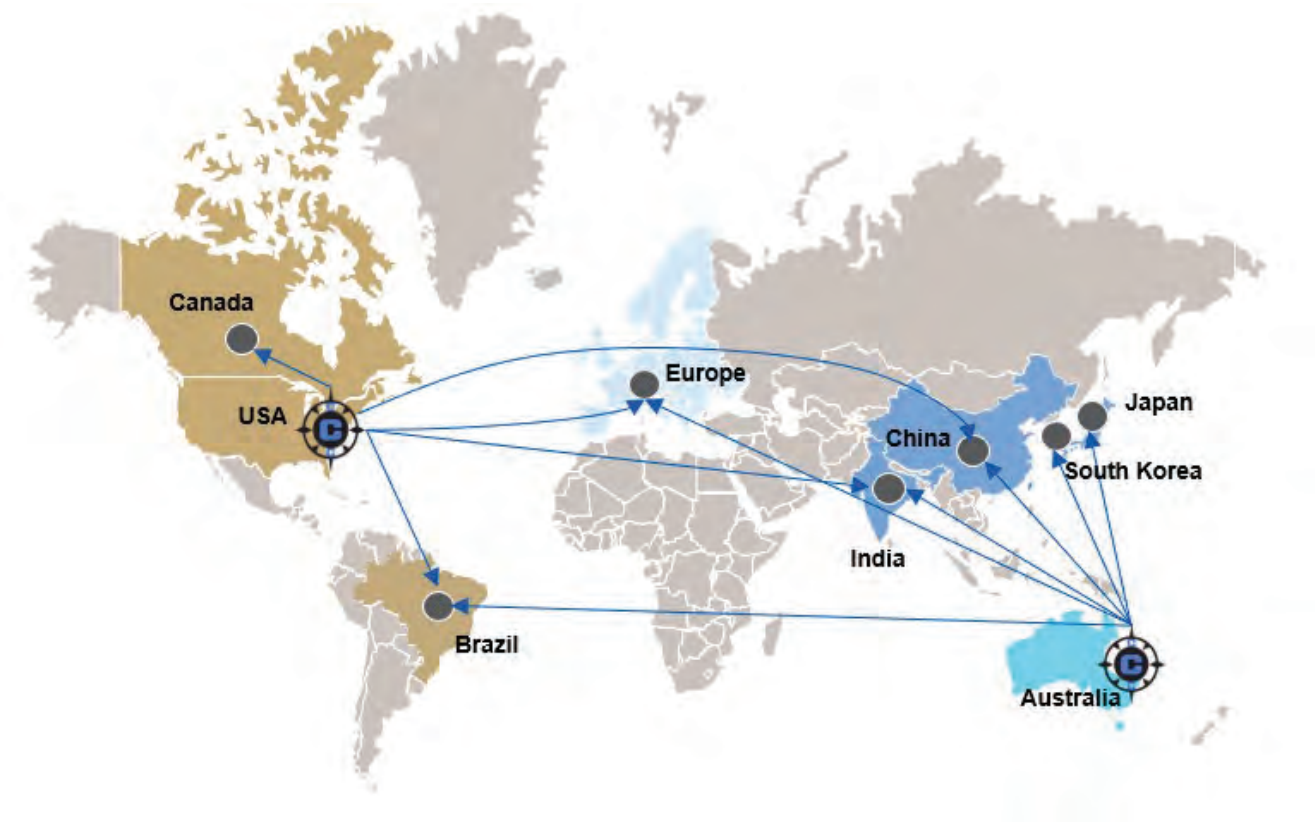 Canada
Europe
USA
C
Japan
China
South Korea
India
Brazil
C
Australia